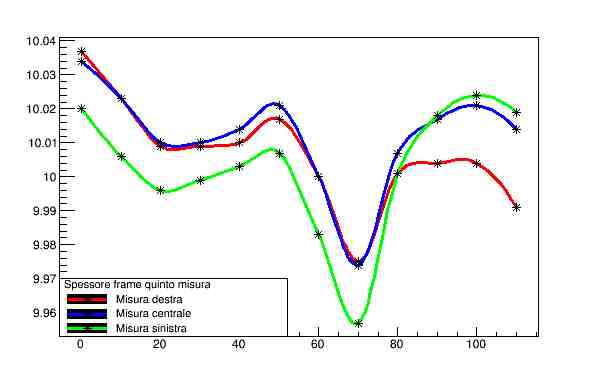 10.04
10.03
10.02
10.01
10
9.99
9.98
9.97
9.96
Spessore frame quinto misura
Misura destra
Misura centrale
Misura sinistra
0 20 40 60 80 100